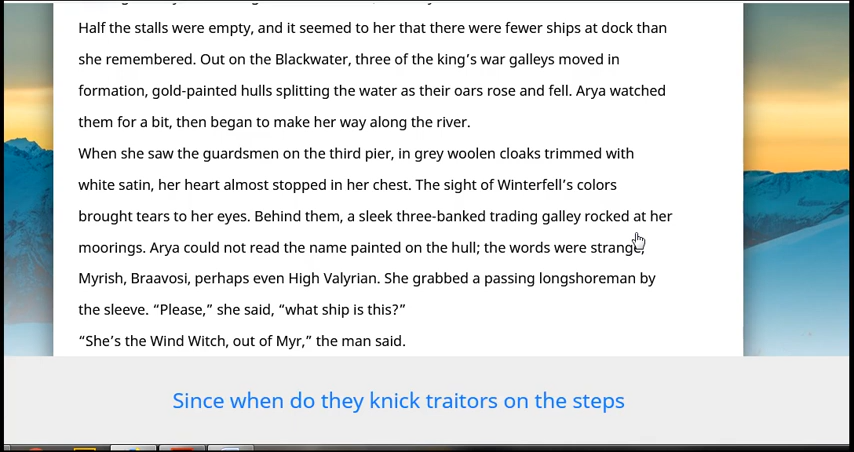 Half the stalls were empty, and it seemed to her that there were fewer ships at dock than
she remembered. Out on the Blackwater, three of the king’s war galleys moved in
formation, gold-painted hulls splitting the water as their oars rose and fell. Arya watched
them for a bit, then began to make her way along the river.
When she saw the guardsmen on the third pier, in grey woolen cloaks trimmed with
white satin, her heart almost stopped in her chest. The sight of Winterfell’s colors
brought tears to her eyes. Behind them, a sleek three-banked trading galley rocked at her
moorings. Arya could not read the name painted on the hull; the words were strange,
Myrish, Braavosi, perhaps even High Valyrian. She grabbed a passing longshoreman by
the sleeve. “Please,” she said, “what ship is this?”
“She’s the Wind Witch, out of Myr,” the man said.
Since when do they knick traitors on the steps